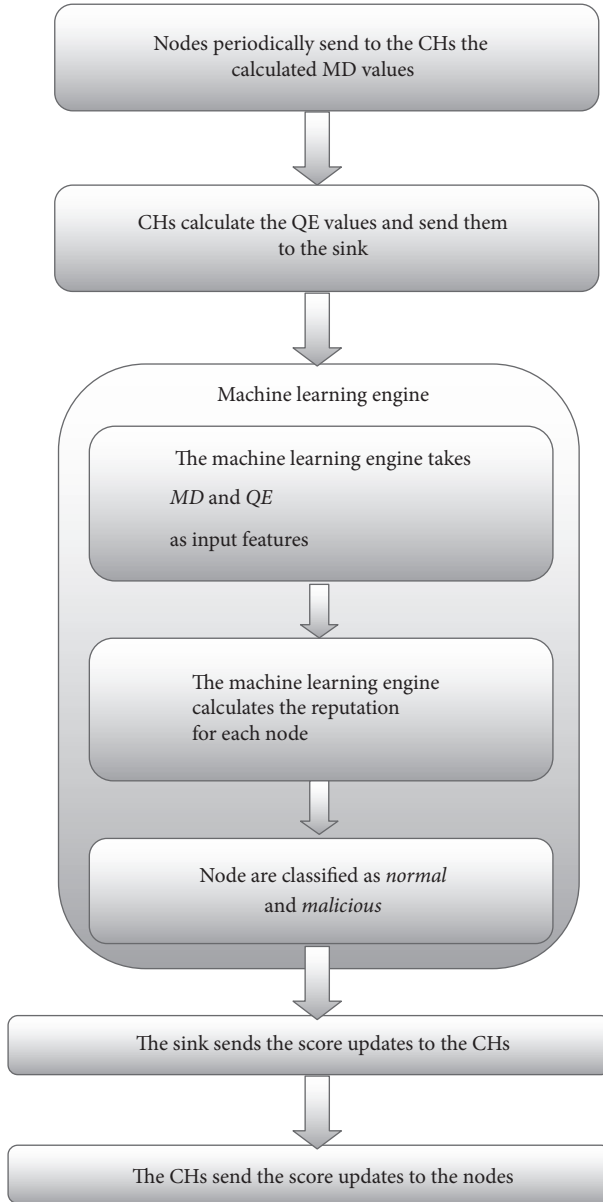 Nodes periodically send to the CHs the
calculated MD values
CHs calculate the QE values and send them
to the sink
Machine learning engine
The machine learning engine takes
MD and QE
as input features
The machine learning engine
calculates the reputation
for each node
Node are classified as normal
and malicious
The sink sends the score updates to the CHs
The CHs send the score updates to the nodes